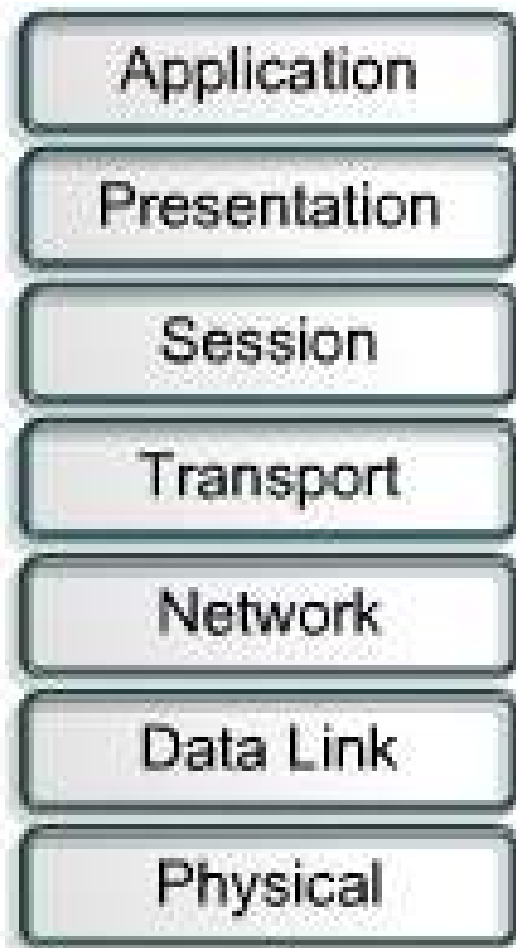 Application
Presentation
Session
Transport
Network
Data Link
Physical